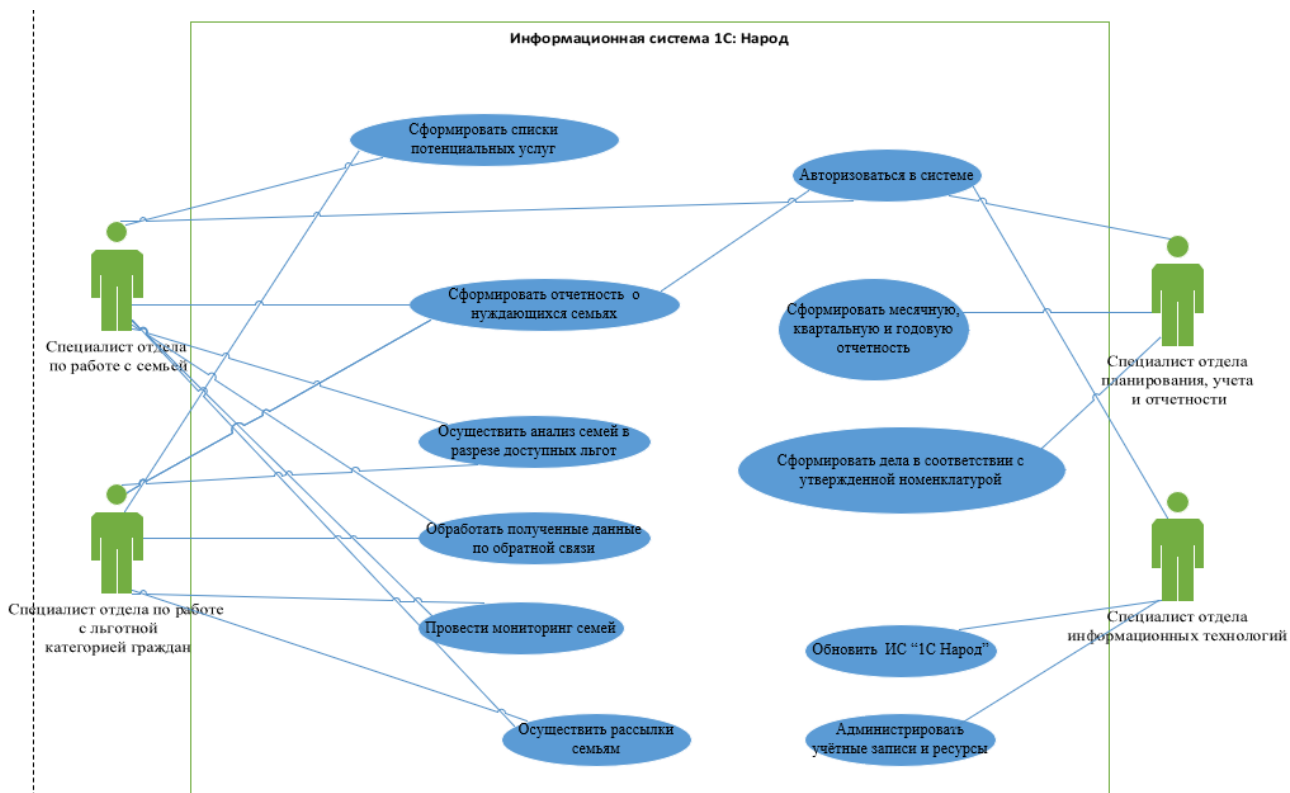 Информационная система 1С: Народ
Сформировать списки
потенциальных услуг
Авторизоваться в системе
Специалист отдела
по работе с семьей
Сформировать отчетность о
нуждающихся семьях
Сформировать месячную,
квартальную и годовую
отчетность
Специалист отдела
планирования, учета
и отчетности
Осуществить анализ семей в
разрезе доступных льгот
Сформировать дела в соответствии с
утвержденной номенклатурой
Обработать полученные данные
по обратной связи
Специалист отдела по работе
с льготной
категорией граждан
Провести мониторинг семей
Специалист отдела
информационных технологий
Обновить ИС “1С Народ”
Осуществить рассылки
семьям
Администрировать
учётные записи и ресурсы